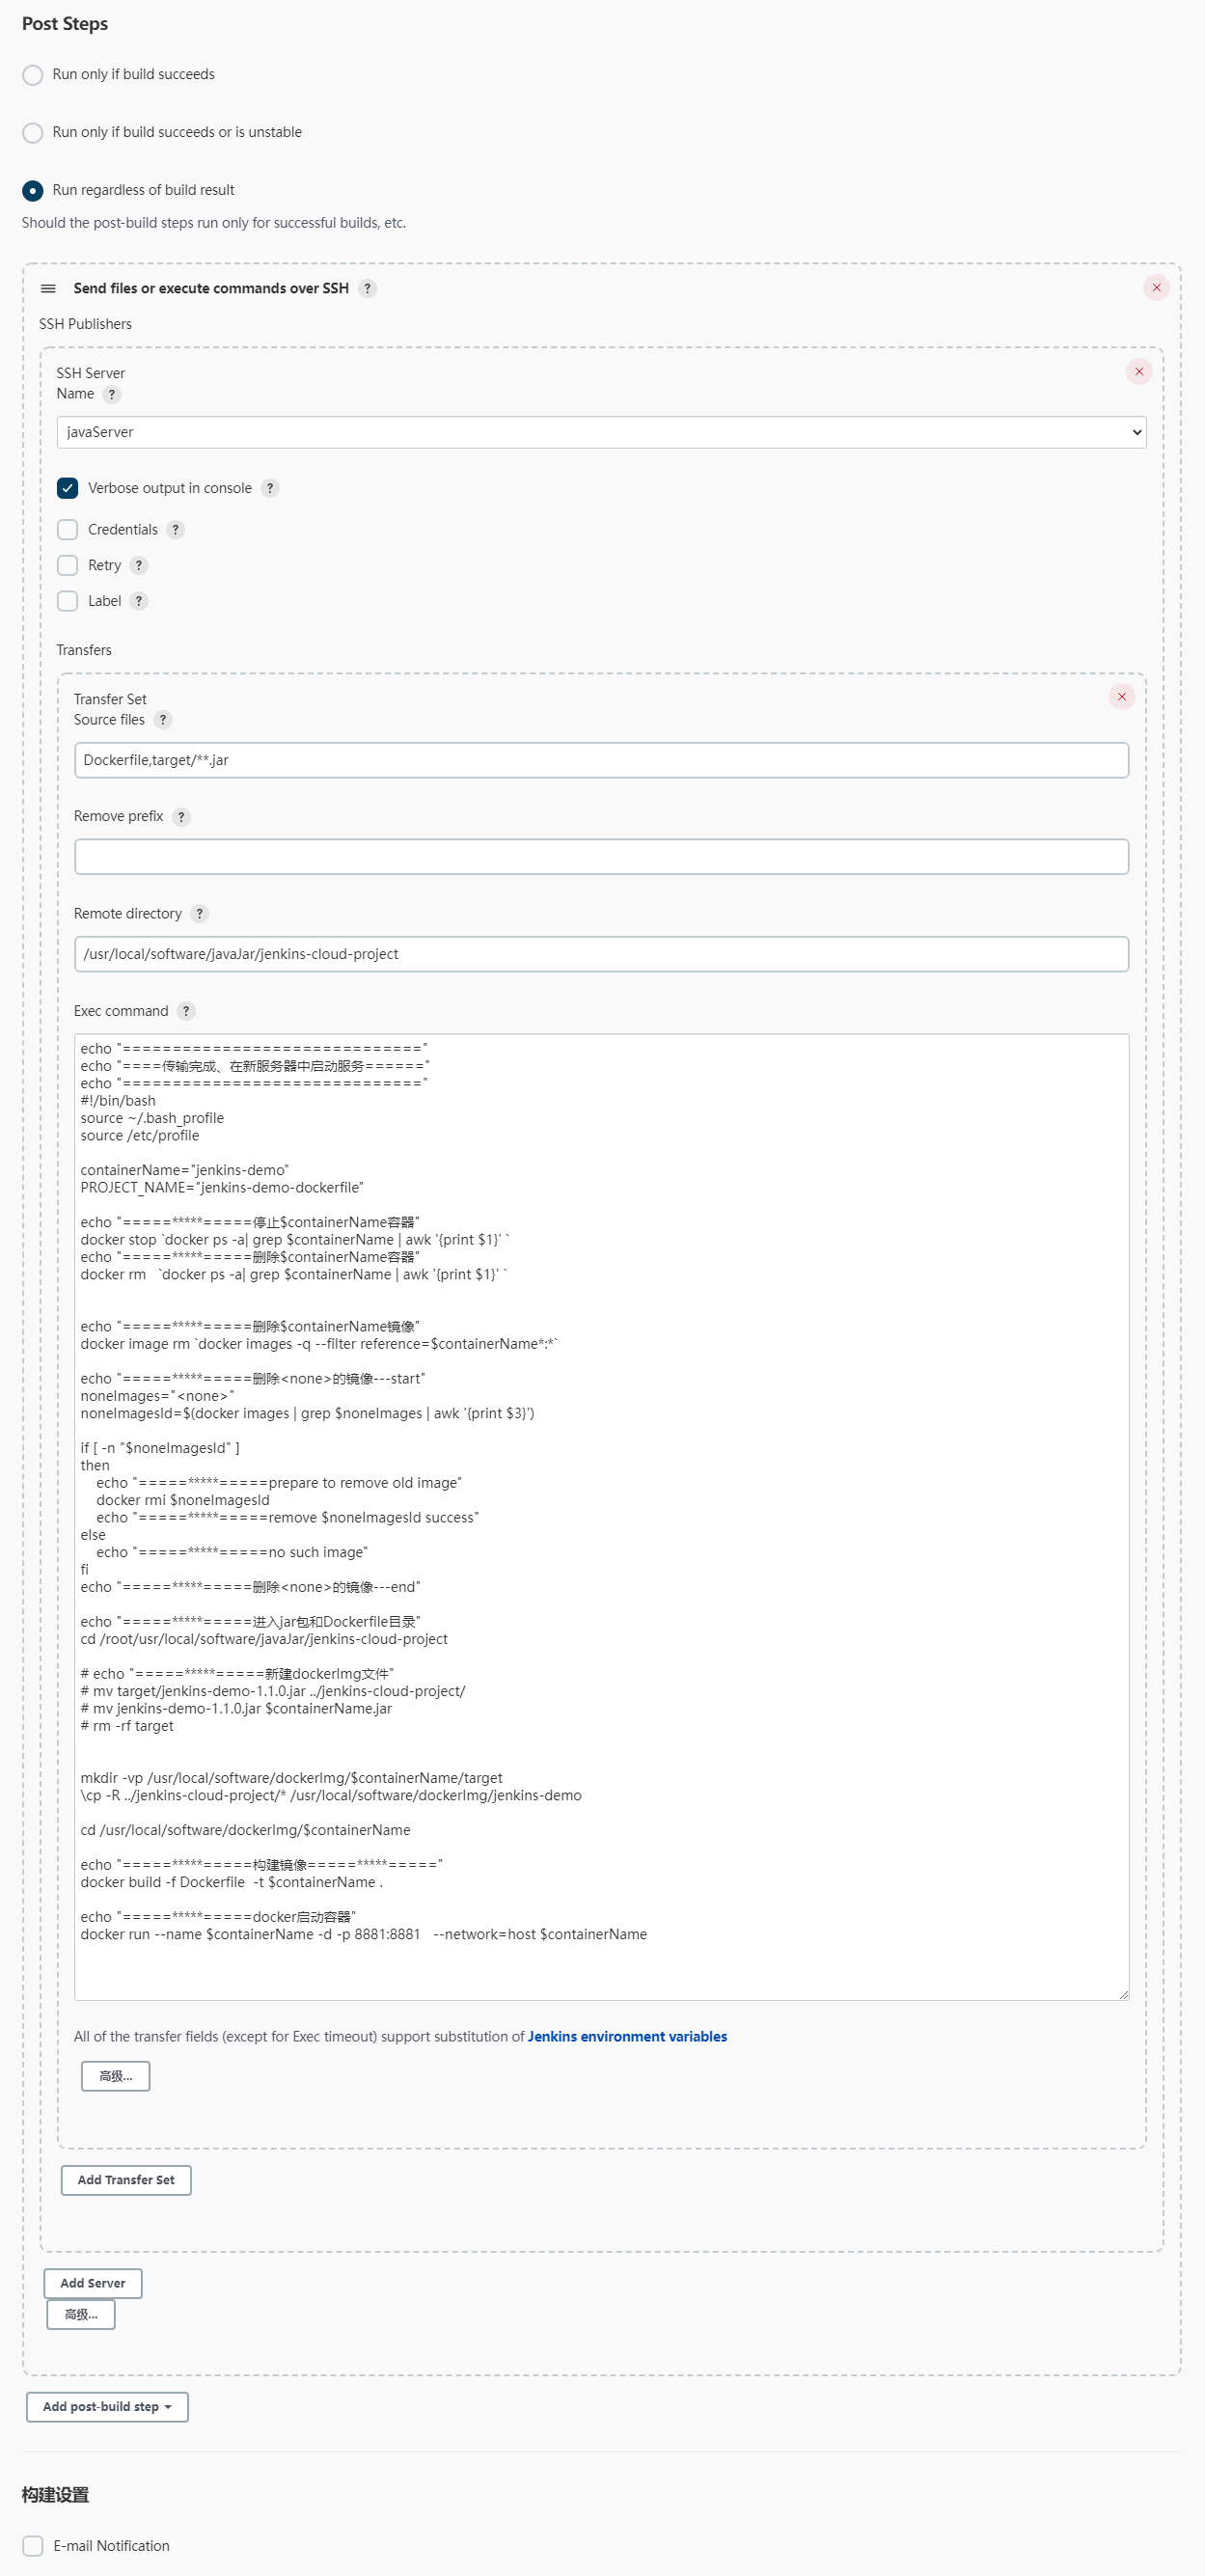 Post Steps
Run only if build succeeds
Run only if build succeeds or is unstable
Run regardless of build result
Should the post-build steps run only for successful builds, etc.
Send files or execute commands over SSH ?
SSH Publishers
SSH Server
Name ?
javaServer
Verbose output in console ?
Credentials ?
Retry ?
Label ?
Transfers
Transfer Set
Source files ?
Dockerfile,target/**.jar
Remove prefix ?
Remote directory ?
/usr/local/software/javaJar/jenkins-cloud-project
Exec command ?
echo "=============================="
echo "====传输完成、在新服务器中启动服务======"
echo "=============================="
#!/bin/bash
source ~/.bash_profile
source /etc/profile
containerName="jenkins-demo"
PROJECT_NAME="jenkins-demo-dockerfile"
echo "=====*****=====停止$containerName容器"
docker stop `docker ps -a| grep $containerName | awk '{print $1}' `
echo "=====*****=====删除$containerName容器"
docker rm   `docker ps -a| grep $containerName | awk '{print $1}' `
echo "=====*****=====删除$containerName镜像"
docker image rm `docker images -q --filter reference=$containerName*:*`
echo "=====*****=====删除<none>的镜像---start"
noneImages="<none>"
noneImagesId=$(docker images | grep $noneImages | awk '{print $3}')
if [ -n "$noneImagesId" ]
then
    echo "=====*****=====prepare to remove old image"
    docker rmi $noneImagesId
    echo "=====*****=====remove $noneImagesId success"
else
    echo "=====*****=====no such image"
fi
echo "=====*****=====删除<none>的镜像---end"
echo "=====*****=====进入jar包和Dockerfile目录"
cd /root/usr/local/software/javaJar/jenkins-cloud-project
# echo "=====*****=====新建dockerImg文件"
# mv target/jenkins-demo-1.1.0.jar ../jenkins-cloud-project/
# mv jenkins-demo-1.1.0.jar $containerName.jar
# rm -rf target
mkdir -vp /usr/local/software/dockerImg/$containerName/target
\cp -R ../jenkins-cloud-project/* /usr/local/software/dockerImg/jenkins-demo
cd /usr/local/software/dockerImg/$containerName
echo "=====*****=====构建镜像=====*****====="
docker build -f Dockerfile  -t $containerName .
echo "=====*****=====docker启动容器"
docker run --name $containerName -d -p 8881:8881   --network=host $containerName
All of the transfer fields (except for Exec timeout) support substitution of Jenkins environment variables
高级...
Add Transfer Set
Add Server
高级...
Add post-build step
构建设置
E-mail Notification